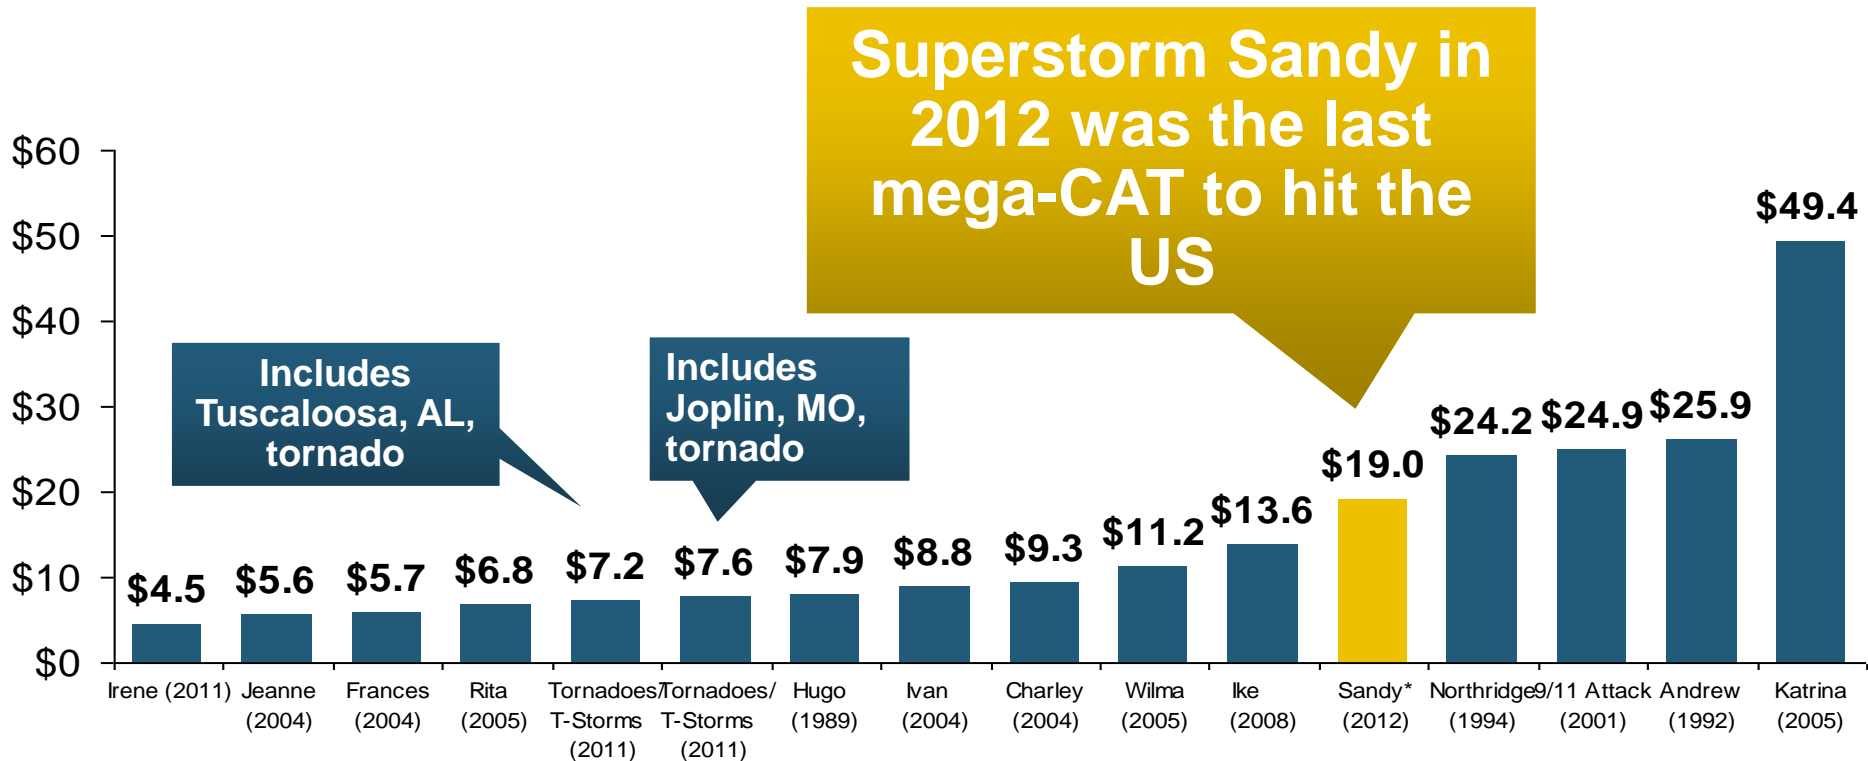 Superstorm Sandy in
2012 was the last
mega-CAT to hit the
US
$60
$50
$40
$30
$20
$10
$0
Includes
Tuscaloosa, AL,
tornado
Includes
Joplin, MO,
tornado
$4.5
$5.6
$5.7
$6.8
$7.2
$7.6
$7.9
$8.8
$9.3
$11.2
$13.6
$19.0
$24.2
$24.9
$25.9
$49.4
Irene (2011)
Jeanne
(2004)
Frances
(2004)
Rita
(2005)
Tornadoes/
T-Storms
(2011)
Tornadoes/
T-Storms
(2011)
Hugo
(1989)
Ivan
(2004)
Charley
(2004)
Wilma
(2005)
Ike
(2008)
Sandy*
(2012)
Northridge
(1994)
9/11 Attack
(2001)
Andrew
(1992)
Katrina
(2005)